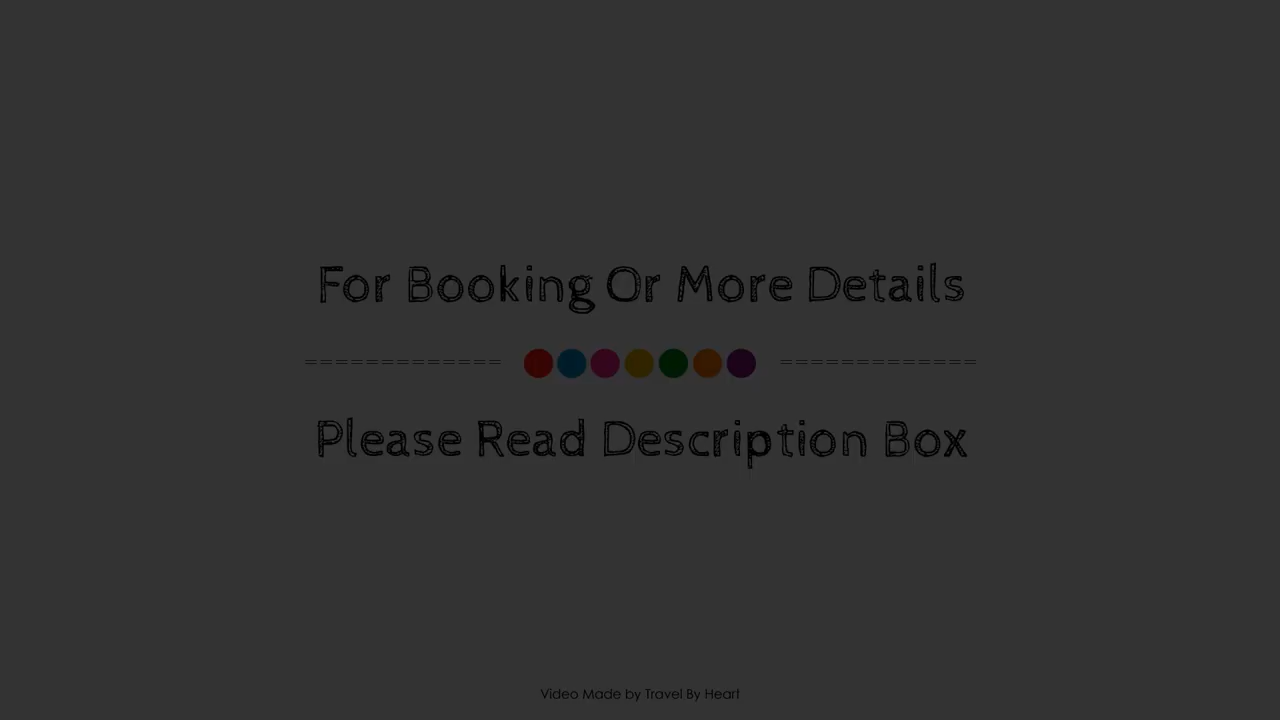 For Booking Or More Details
============= =============
Please Read Description Box
Video Made by Travel By Heart